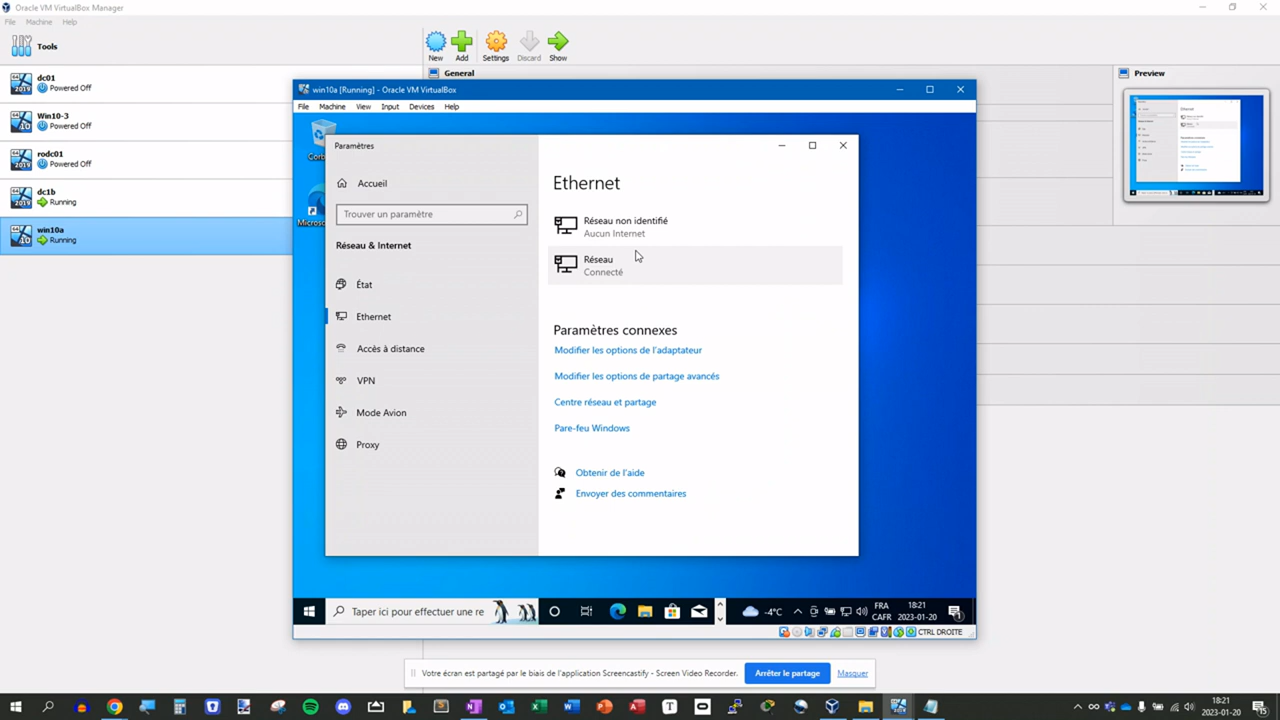 Oracle VM VirtualBox Manager
File Machine Help
Tools
New Add Settings Discard Show
General
Preview
dc01
Powered Off
Win10-3
Powered Off
rodc01
Powered Off
dc1b
Running
win10a
Running
win10a [Running] - Oracle VM VirtualBox
File Machine View Input Devices Help
Corb
Microso
Paramètres
Accueil
Trouver un paramètre
Réseau & Internet
État
Ethernet
Accès à distance
VPN
Mode Avion
Proxy
Ethernet
Réseau non identifié
Aucun Internet
Réseau
Connecté
Paramètres connexes
Modifier les options de l'adaptateur
Modifier les options de partage avancés
Centre réseau et partage
Pare-feu Windows
Obtenir de l'aide
Envoyer des commentaires
Taper ici pour effectuer une re
-4°C
FRA
CAFR
18:21
2023-01-20
1
CTRL DROITE
Votre écran est partagé par le biais de l'application Screencastify - Screen Video Recorder.
Arrêter le partage
Masquer
18:21
2023-01-20
15